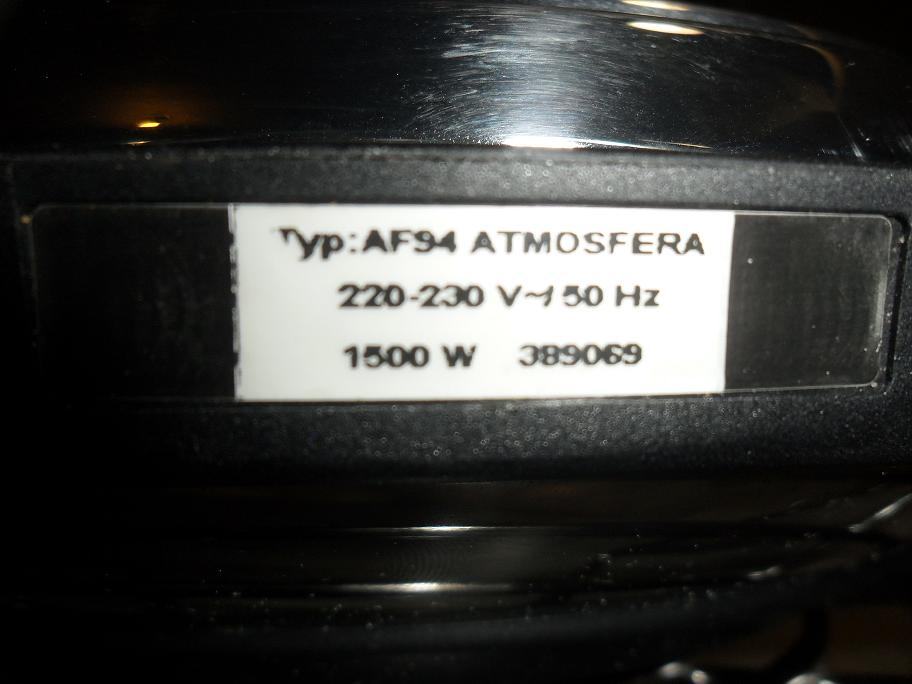 Typ:AF94 ATMOSFERA
220-230 V~/ 50 Hz
1500 W 389069